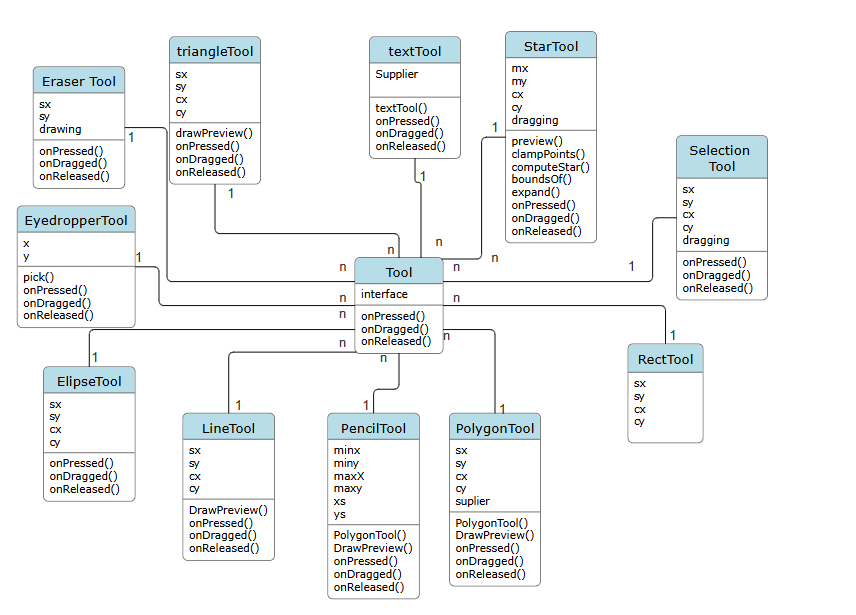 Eraser Tool
sx
sy
drawing
onPressed()
onDragged()
onReleased()
1
triangleTool
sx
sy
cx
cy
drawPreview()
onPressed()
onDragged()
onReleased()
1
textTool
Supplier
textTool()
onPressed()
onDragged()
onReleased()
1
StarTool
mx
my
cx
cy
dragging
preview()
clampPoints()
computeStar()
boundsOf()
expand()
onPressed()
onDragged()
onReleased()
1
Selection
Tool
sx
sy
cx
cy
dragging
onPressed()
onDragged()
onReleased()
1
EyedropperTool
x
y
pick()
onPressed()
onDragged()
onReleased()
1
n
n
n
n
n
n
n
n
n
n
Tool
interface
onPressed()
onDragged()
onReleased()
1
RectTool
sx
sy
cx
cy
1
ElipseTool
sx
sy
cx
cy
onPressed()
onDragged()
onReleased()
1
LineTool
sx
sy
cx
cy
DrawPreview()
onPressed()
onDragged()
onReleased()
1
PencilTool
minx
miny
maxX
maxy
xs
ys
PolygonTool()
DrawPreview()
onPressed()
onDragged()
onReleased()
1
PolygonTool
sx
sy
cx
cy
suplier
PolygonTool()
DrawPreview()
onPressed()
onDragged()
onReleased()